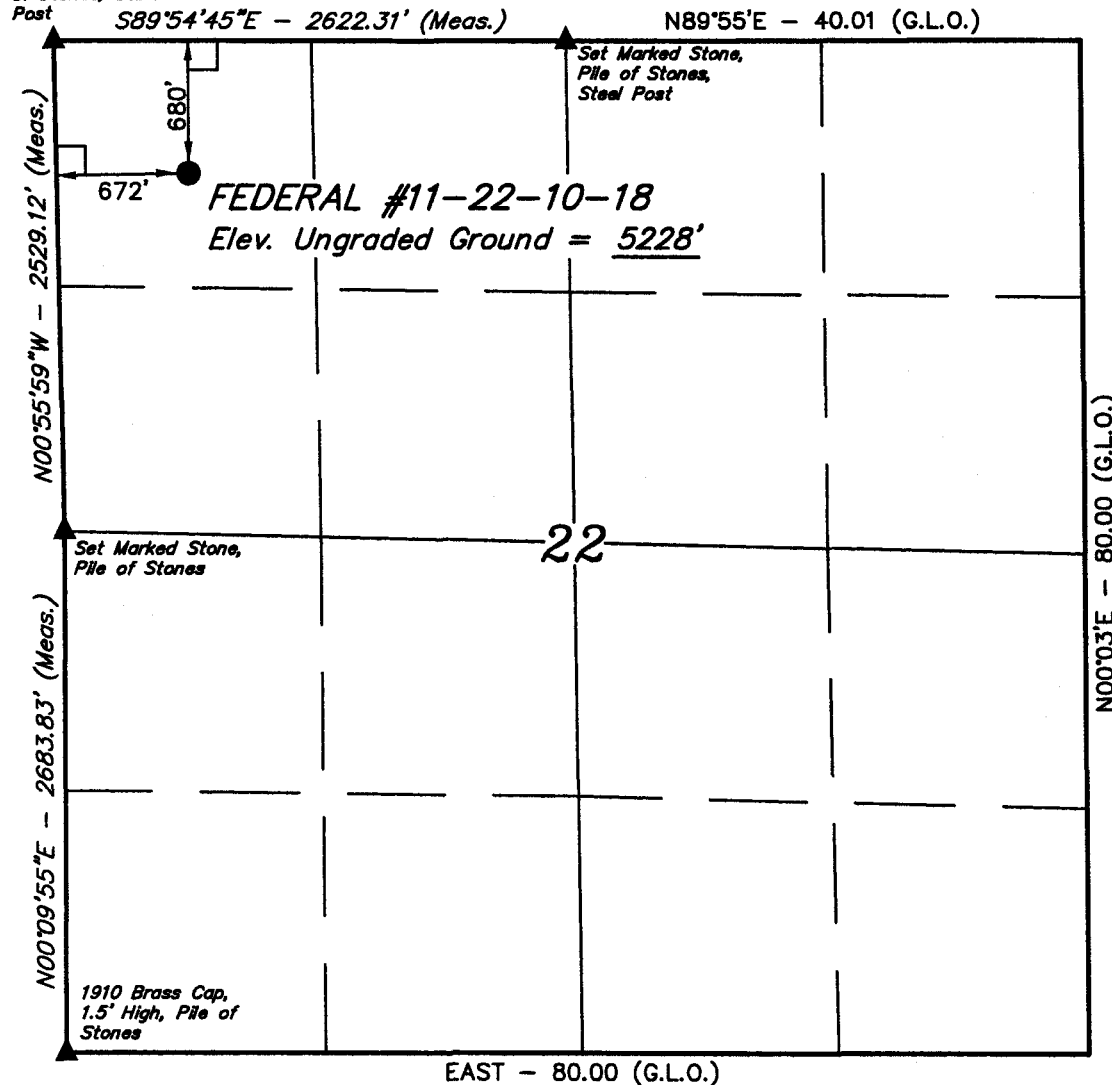 Post
S89°54'45"E - 2622.31' (Meas.)
N89°55'E - 40.01 (G.L.O.)
Set Marked Stone,
Pile of Stones,
Steel Post
680'
672'
FEDERAL #11-22-10-18
Elev. Ungraded Ground = 5228'
N00°55'59"W - 2529.12' (Meas.)
N00°03'E - 80.00 (G.L.O.)
22
Set Marked Stone,
Pile of Stones
N00°09'55"E - 2683.83' (Meas.)
1910 Brass Cap,
1.5' High, Pile of
Stones
EAST - 80.00 (G.L.O.)